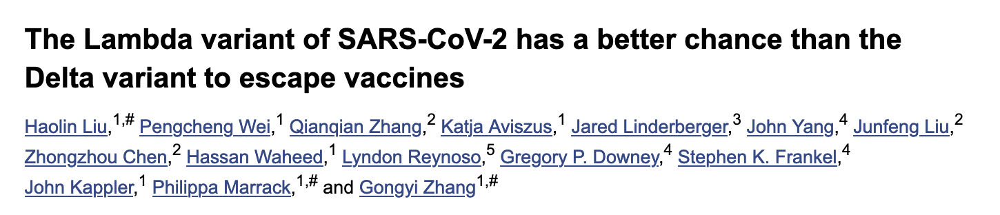 The Lambda variant of SARS-CoV-2 has a better chance than the
Delta variant to escape vaccines
Haolin Liu,1,# Pengcheng Wei,1 Qianqian Zhang,2 Katja Aviszus,1 Jared Linderberger,3 John Yang,4 Junfeng Liu,2
Zhongzhou Chen,2 Hassan Waheed,1 Lyndon Reynoso,5 Gregory P. Downey,4 Stephen K. Frankel,4
John Kappler,1 Philippa Marrack,1,# and Gongyi Zhang1,#